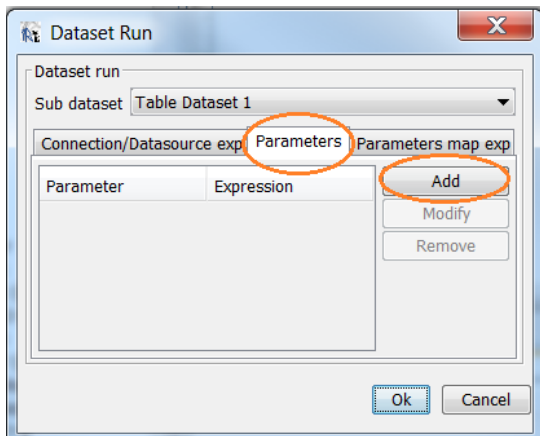 Dataset Run
Dataset run
Sub dataset Table Dataset 1
Connection/Datasource exp Parameters Parameters map exp
Parameter Expression Add
Modify
Remove
Ok Cancel